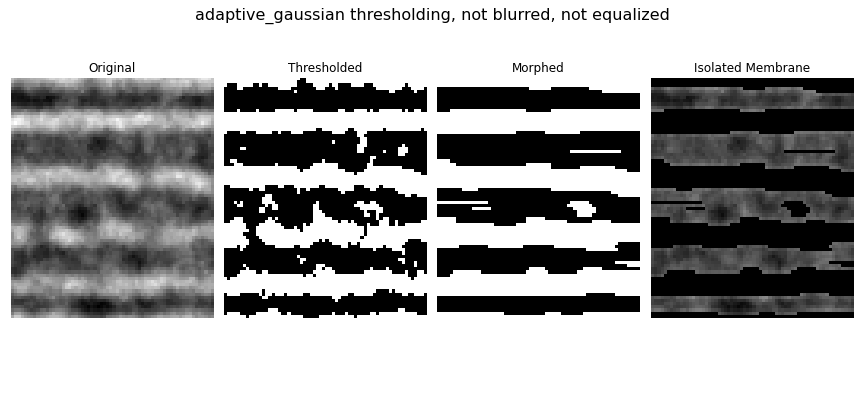 adaptive_gaussian thresholding, not blurred, not equalized
Original
Thresholded
Morphed
Isolated Membrane